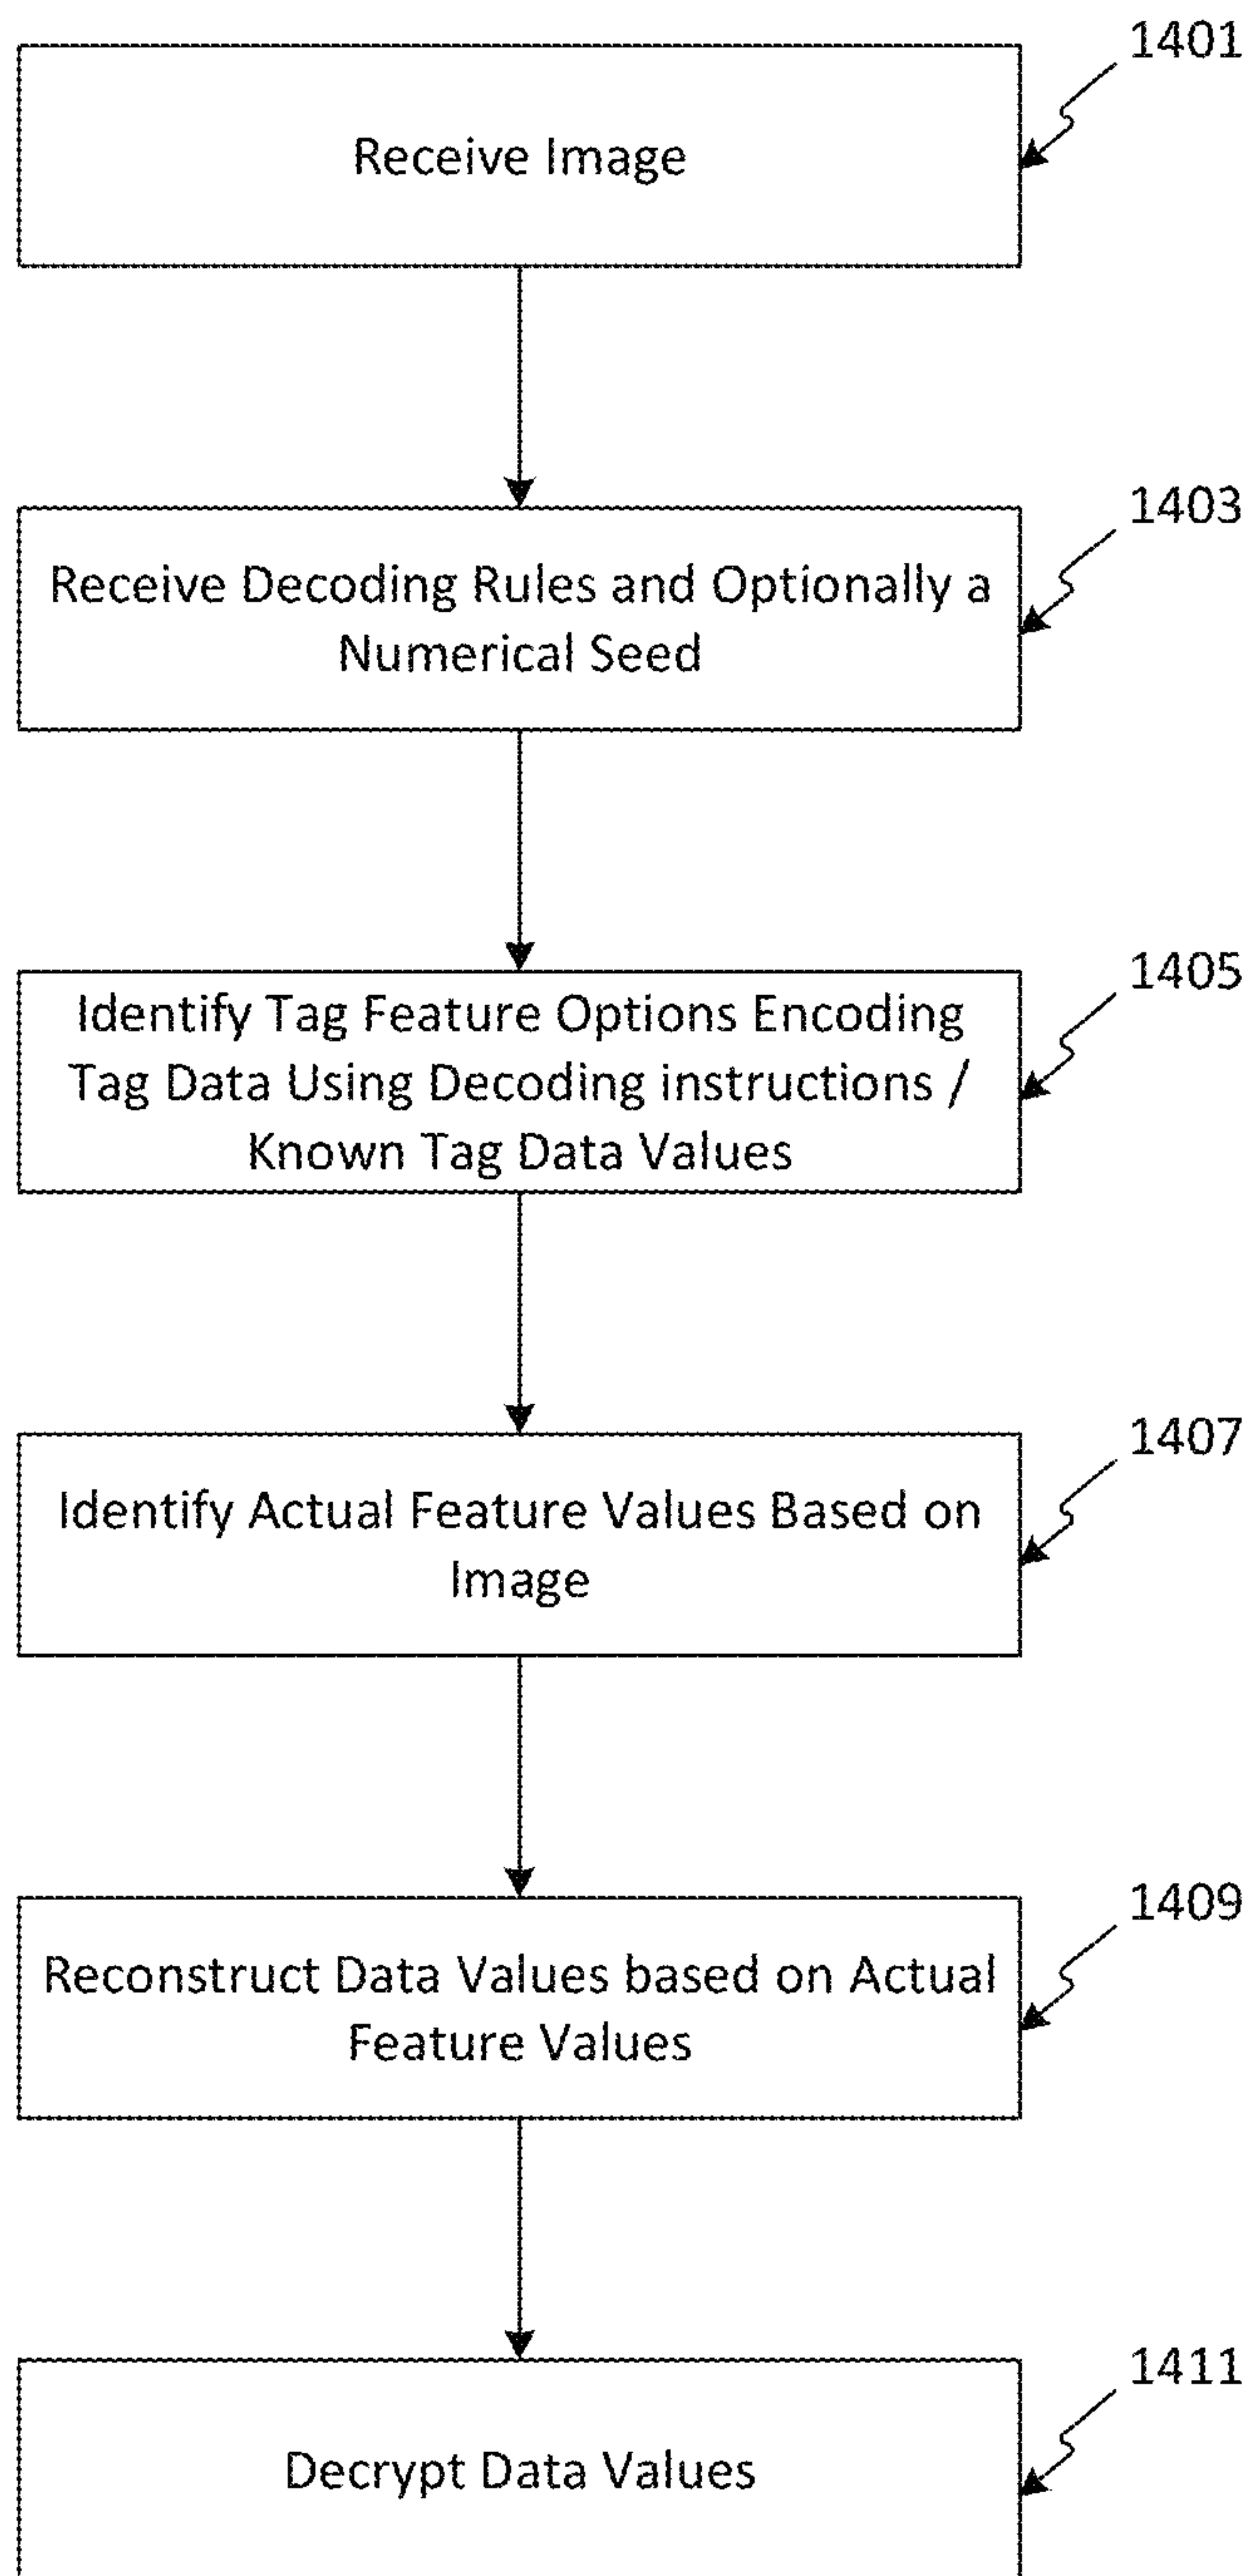 1401
Receive Image
1403
Receive Decoding Rules and Optionally a
Numerical Seed
1405
Identify Tag Feature Options Encoding
Tag Data Using Decoding instructions /
Known Tag Data Values
1407
Identify Actual Feature Values Based on
Image
1409
Reconstruct Data Values based on Actual
Feature Values
1411
Decrypt Data Values